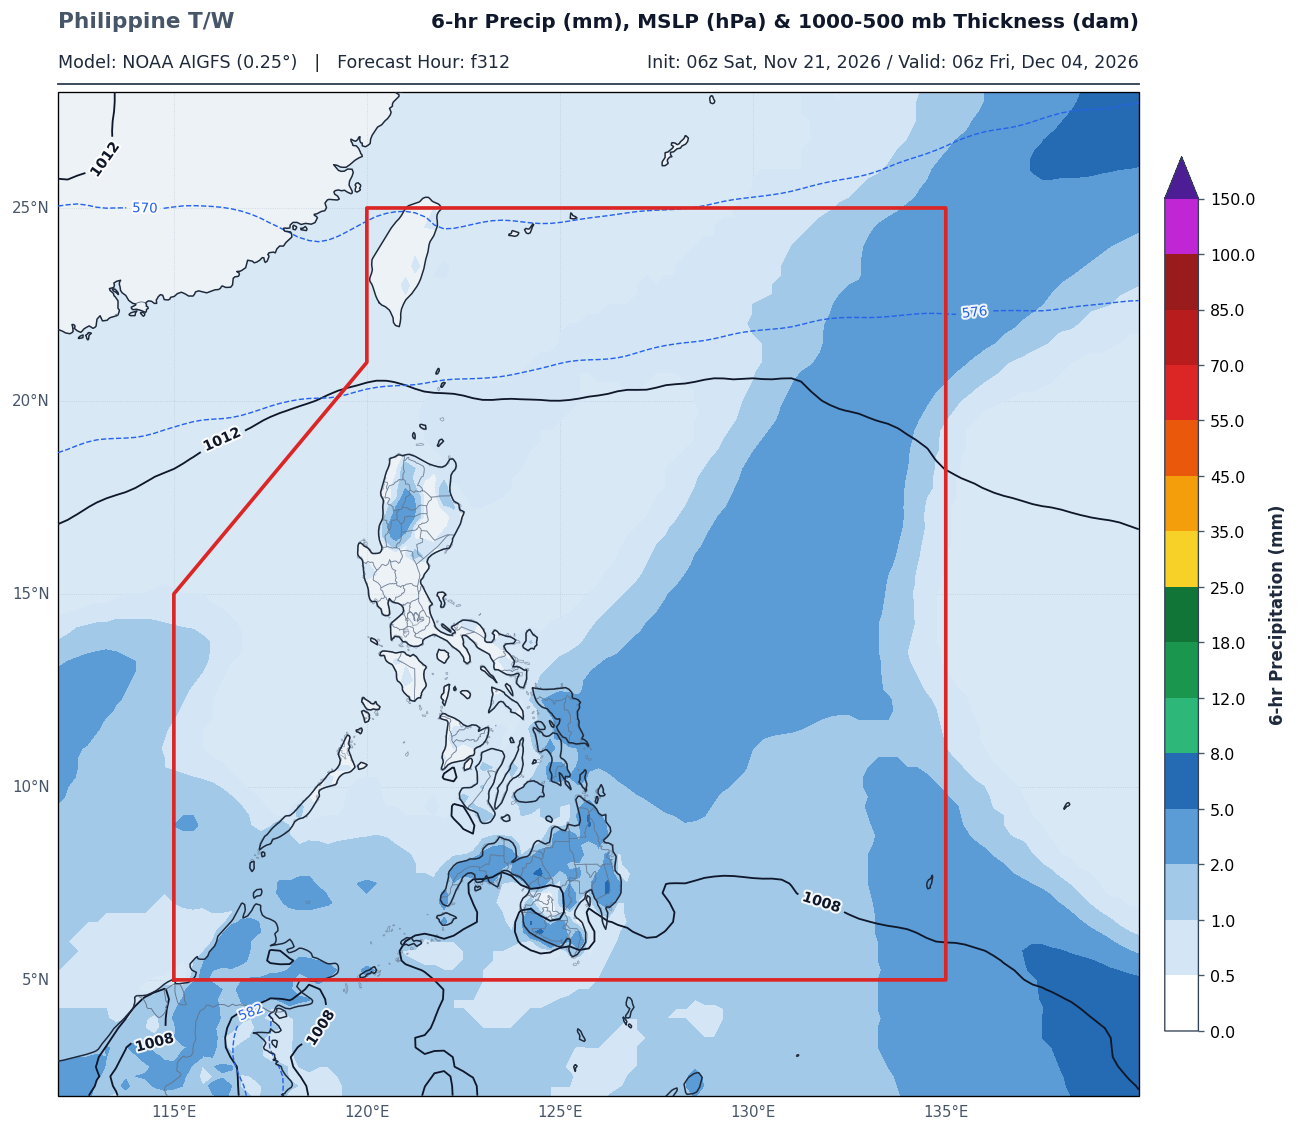 Philippine T/W
6-hr Precip (mm), MSLP (hPa) & 1000-500 mb Thickness (dam)
Model: NOAA AIGFS (0.25°) | Forecast Hour: f312
Init: 06z Sat, Nov 21, 2026 / Valid: 06z Fri, Dec 04, 2026
1012
570
576
1012
1008
582
1008
1008
25°N
20°N
15°N
10°N
5°N
115°E
120°E
125°E
130°E
135°E
150.0
100.0
85.0
70.0
55.0
45.0
35.0
25.0
18.0
12.0
8.0
5.0
2.0
1.0
0.5
0.0
6-hr Precipitation (mm)